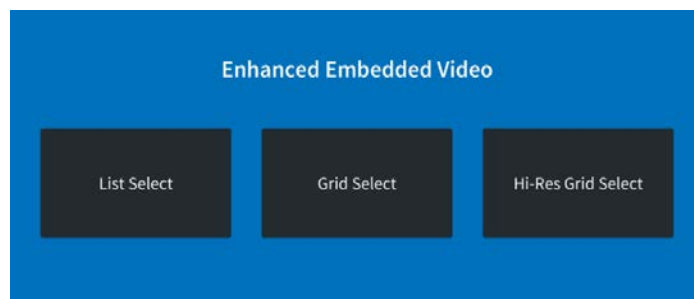 Enhanced Embedded Video
List Select
Grid Select
Hi-Res Grid Select